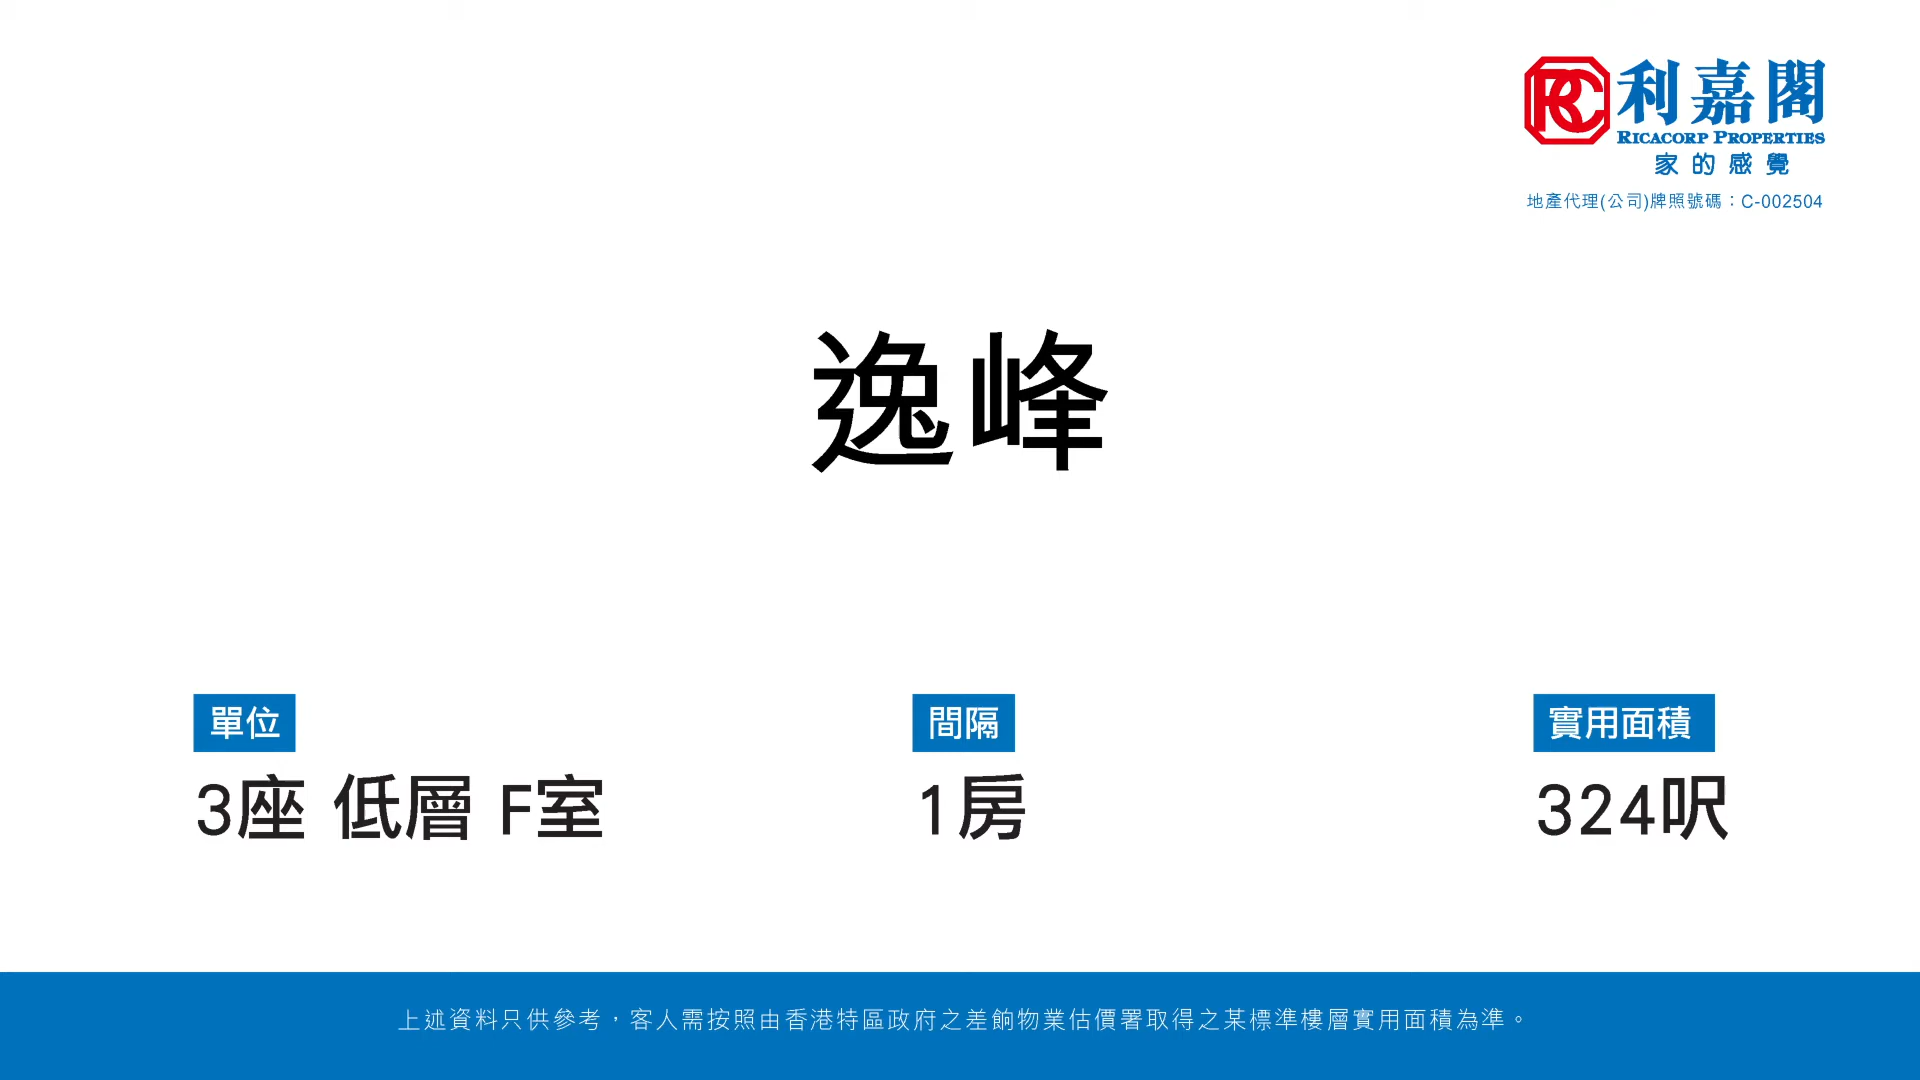 利嘉閣
RICACORP PROPERTIES
家的感覺
地產代理(公司)牌照號碼：C-002504
逸峰
單位
3座 低層 F室
間隔
1房
實用面積
324呎
上述資料只供參考，客人需按照由香港特區政府之差餉物業估價署取得之某標準樓層實用面積為準。